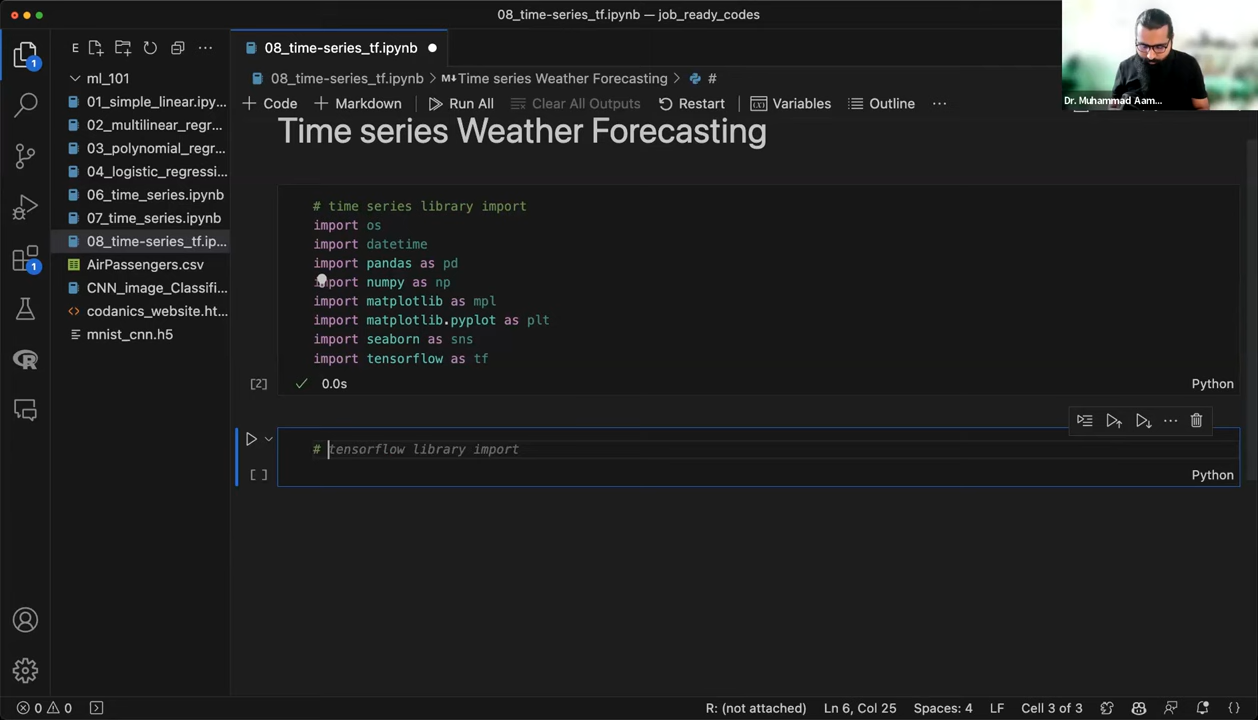 08_time-series_tf.ipynb — job_ready_codes
E
08_time-series_tf.ipynb
08_time-series_tf.ipynb > M↓Time series Weather Forecasting > #
Code
Markdown
Run All
Clear All Outputs
Restart
Variables
Outline
...
Dr. Muhammad Aam...
ml_101
01_simple_linear.ipy...
02_multilinear_regr...
03_polynomial_regr...
04_logistic_regressi...
06_time_series.ipynb
07_time_series.ipynb
08_time-series_tf.ip...
AirPassengers.csv
CNN_image_Classifi...
codanics_website.ht...
mnist_cnn.h5
1
1
Time series Weather Forecasting
# time series library import
import os
import datetime
import pandas as pd
import numpy as np
import matplotlib as mpl
import matplotlib.pyplot as plt
import seaborn as sns
import tensorflow as tf
[2]
0.0s
Python
# tensorflow library import
[ ]
Python
0 0
R: (not attached)
Ln 6, Col 25
Spaces: 4
LF
Cell 3 of 3